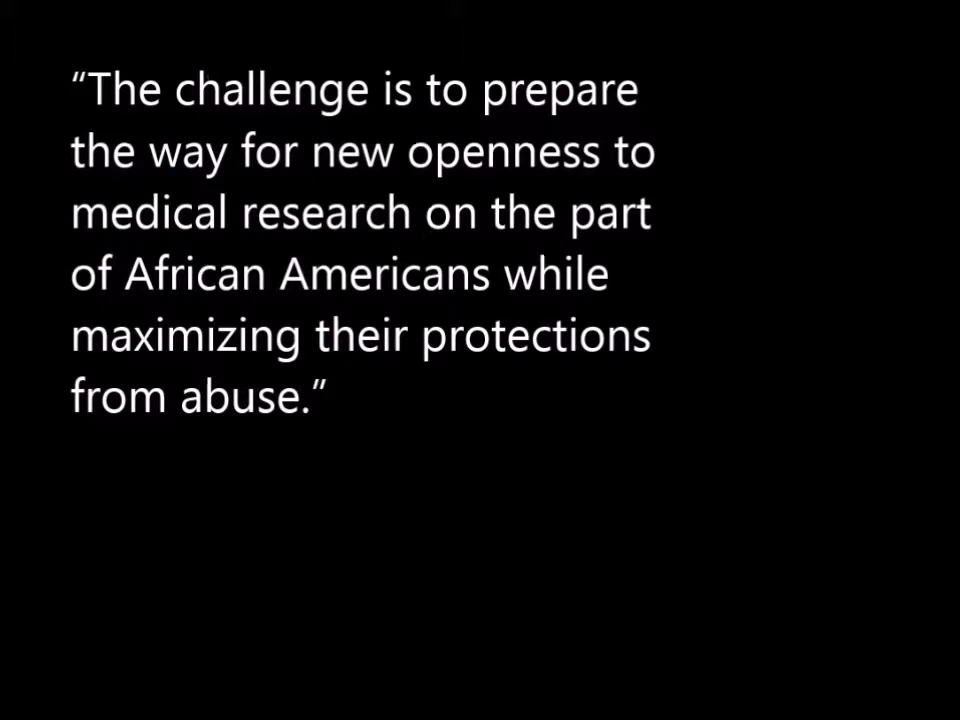 “The challenge is to prepare
the way for new openness to
medical research on the part
of African Americans while
maximizing their protections
from abuse.”